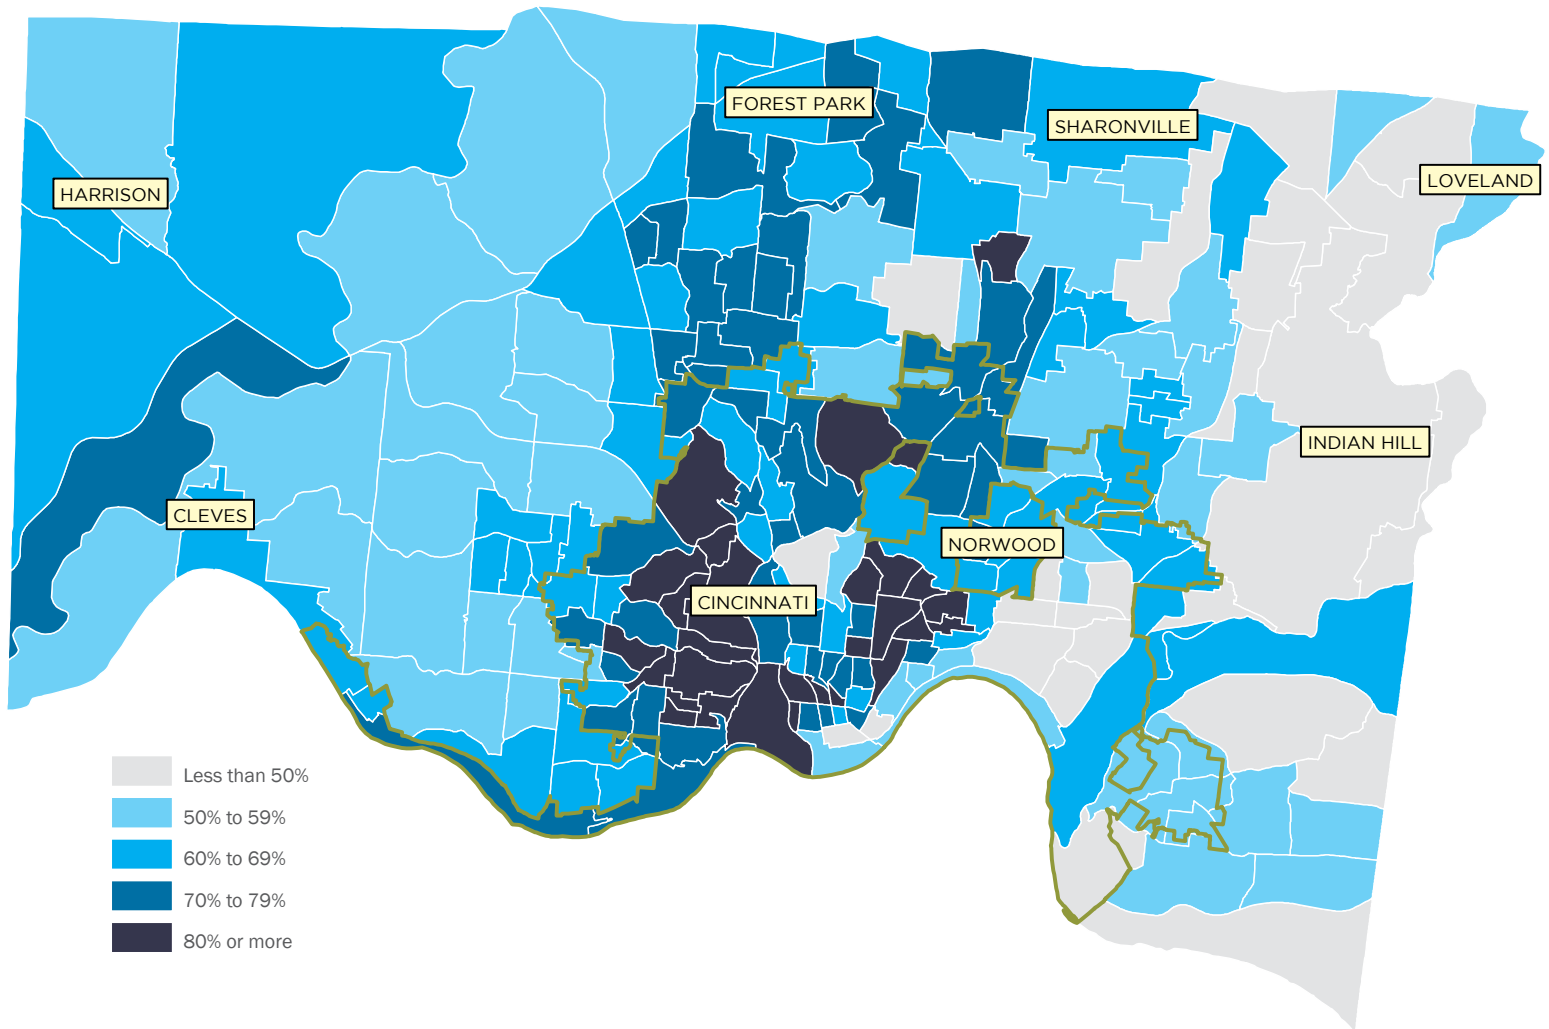 FOREST PARK
SHARONVILLE
LOVELAND
HARRISON
INDIAN HILL
CLEVES
NORWOOD
CINCINNATI
Less than 50%
50% to 59%
60% to 69%
70% to 79%
80% or more